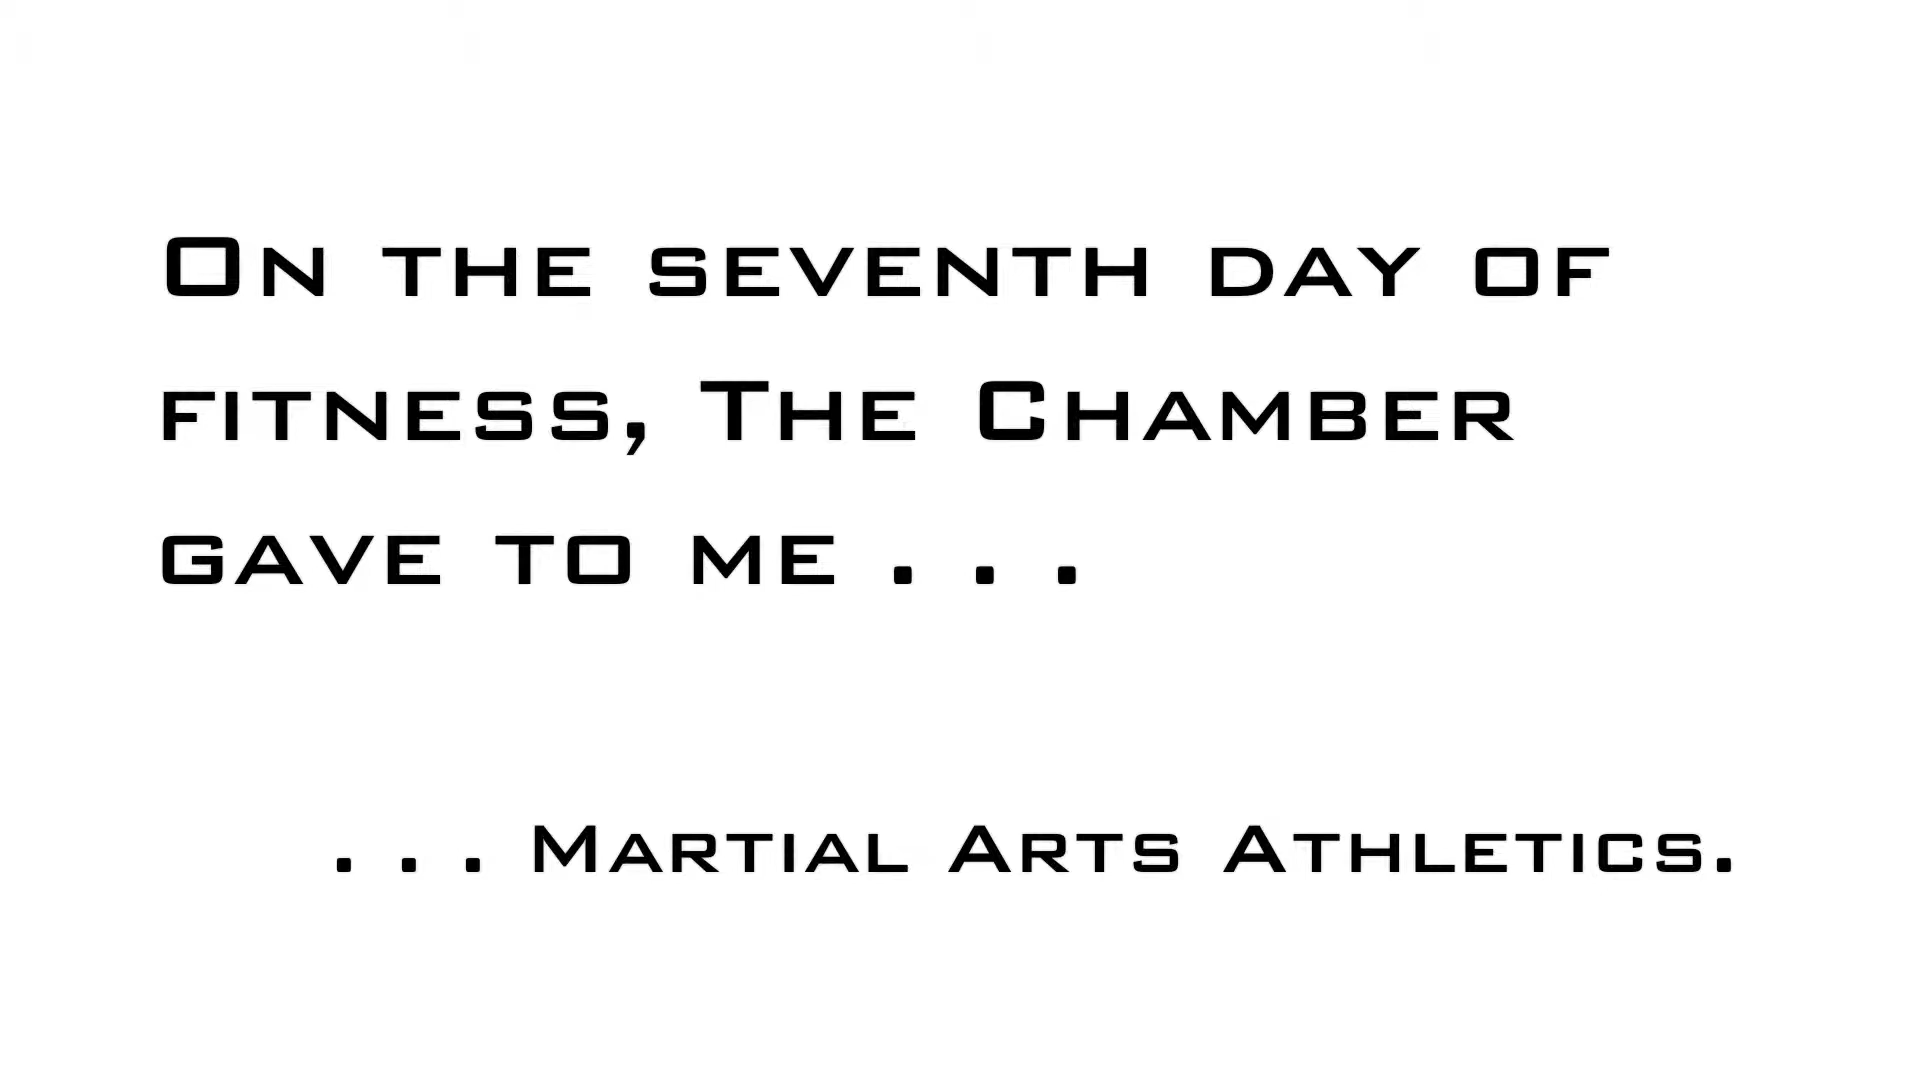 On the seventh day of
fitness, The Chamber
gave to me . . .
. . . Martial Arts Athletics.